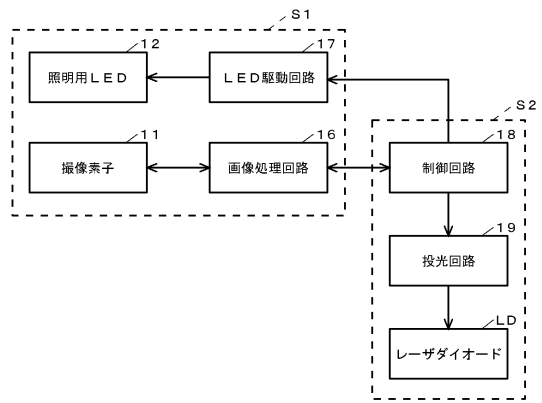 S1
12
照明用LED
17
LED駆動回路
S2
11
撮像素子
16
画像処理回路
18
制御回路
19
投光回路
LD
レーザダイオード